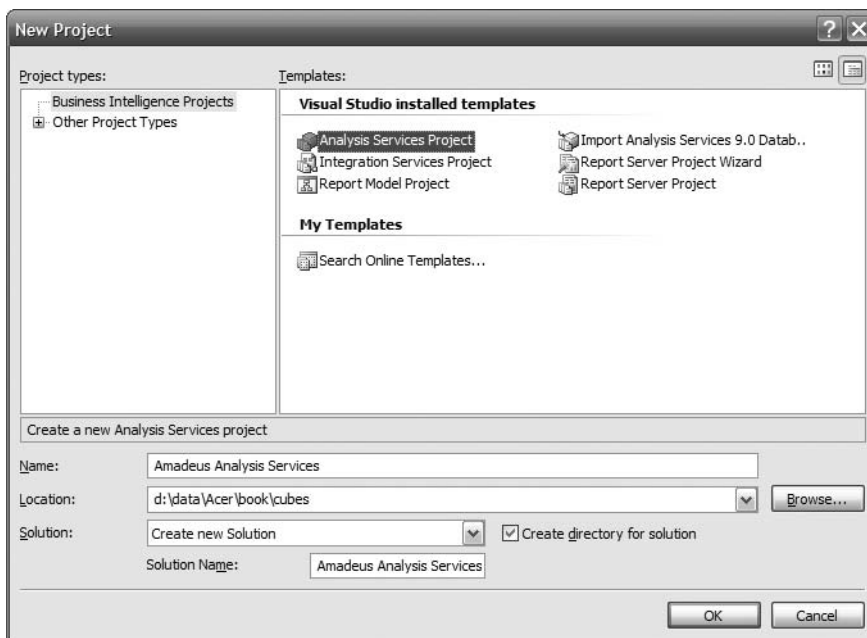 New Project
Project types:
Templates:
Business Intelligence Projects
Other Project Types
Visual Studio installed templates
Analysis Services Project
Import Analysis Services 9.0 Datab..
Integration Services Project
Report Server Project Wizard
Report Model Project
Report Server Project
My Templates
Search Online Templates...
Create a new Analysis Services project
Name:
Amadeus Analysis Services
Location:
d:\data\Acer\book\cubes
Browse...
Solution:
Create new Solution
Create directory for solution
Solution Name:
Amadeus Analysis Services
OK
Cancel